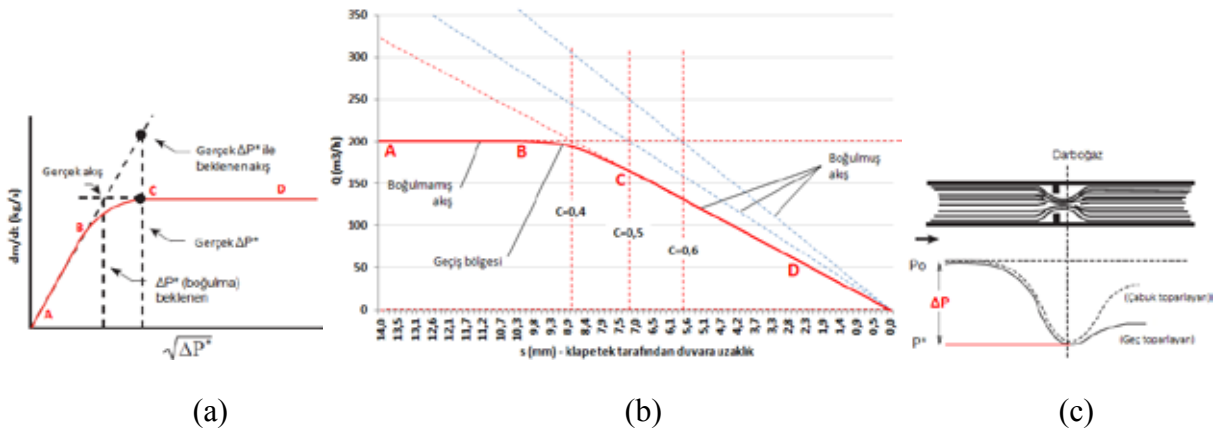 dm/dt (kg/s)
Gerçek akış
Gerçek ΔP* ile
beklenen akış
A
B
C
D
Gerçek ΔP*
ΔP* (boğulma)
beklenen
√ΔP*
(a)
Q (m3/h)
350
300
250
200
150
100
50
0
A
B
C
D
Boğulmamış
akış
Geçiş bölgesi
C=0,4
C=0,5
C=0,6
Boğulmuş
akış
14,0 13,5 13,1 12,6 12,1 11,7 11,2 10,7 10,3 9,8 9,3 8,9 8,4 7,9 7,5 7,0 6,5 6,1 5,6 5,1 4,7 4,2 3,7 3,3 2,8 2,3 1,9 1,4 0,9 0,5 0,0
s (mm) - klapetek tarafından duvara uzaklık
(b)
Darboğaz
Po
ΔP
P*
(Çabuk toparlayan)
(Geç toparlayan)
(c)